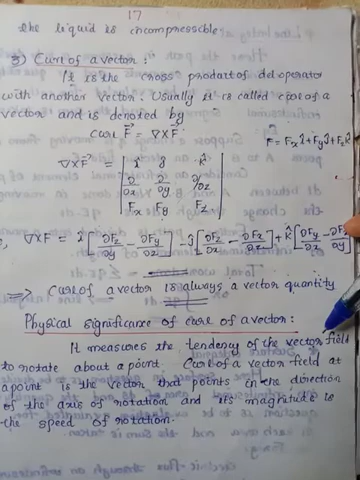 17
the liquid is incompressible.
3) Curl of a vector:
It is the cross product of del operator
with another vector. Usually it is called curl of a
vector and is denoted by
Curl F⃗ = ∇×F⃗
F⃗ = Fxî+Fyĵ+Fzk̂
∇×F⃗ = | î ĵ k̂ |
| ∂/∂x ∂/∂y ∂/∂z |
| Fx Fy Fz |
∇×F = î[∂Fz/∂y − ∂Fy/∂z] − ĵ[∂Fz/∂x − ∂Fx/∂z] + k̂[∂Fy/∂x − ∂Fx/∂y]
⇒ Curl of a vector is always a vector quantity
Physical significance of curl of a vector:
It measures the tendency of the vector field
to rotate about a point. Curl of a vector field at
a point is the vector that points in the direction
of the axis of rotation and its magnitude is
the speed of rotation.